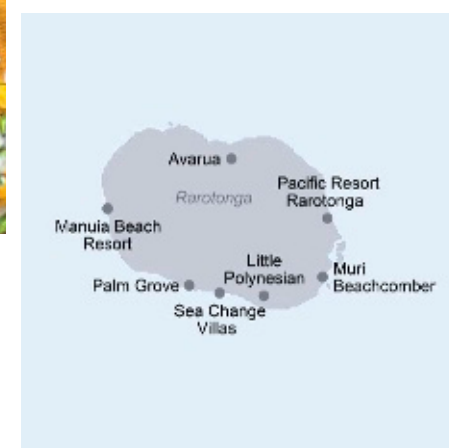 Avarua
Rarotonga
Pacific Resort
Rarotonga
Manuia Beach
Resort
Little
Polynesian
Muri
Beachcomber
Palm Grove
Sea Change
Villas